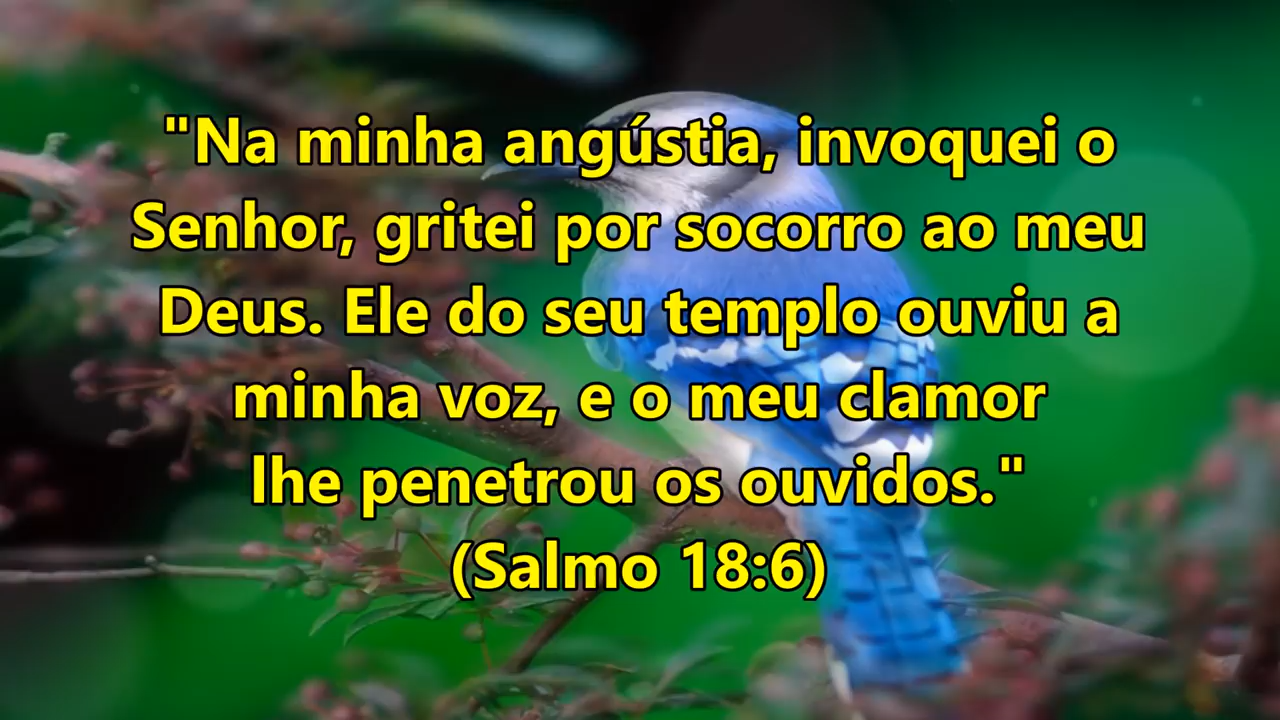 "Na minha angústia, invoquei o
Senhor, gritei por socorro ao meu
Deus. Ele do seu templo ouviu a
minha voz, e o meu clamor
lhe penetrou os ouvidos."
(Salmo 18:6)